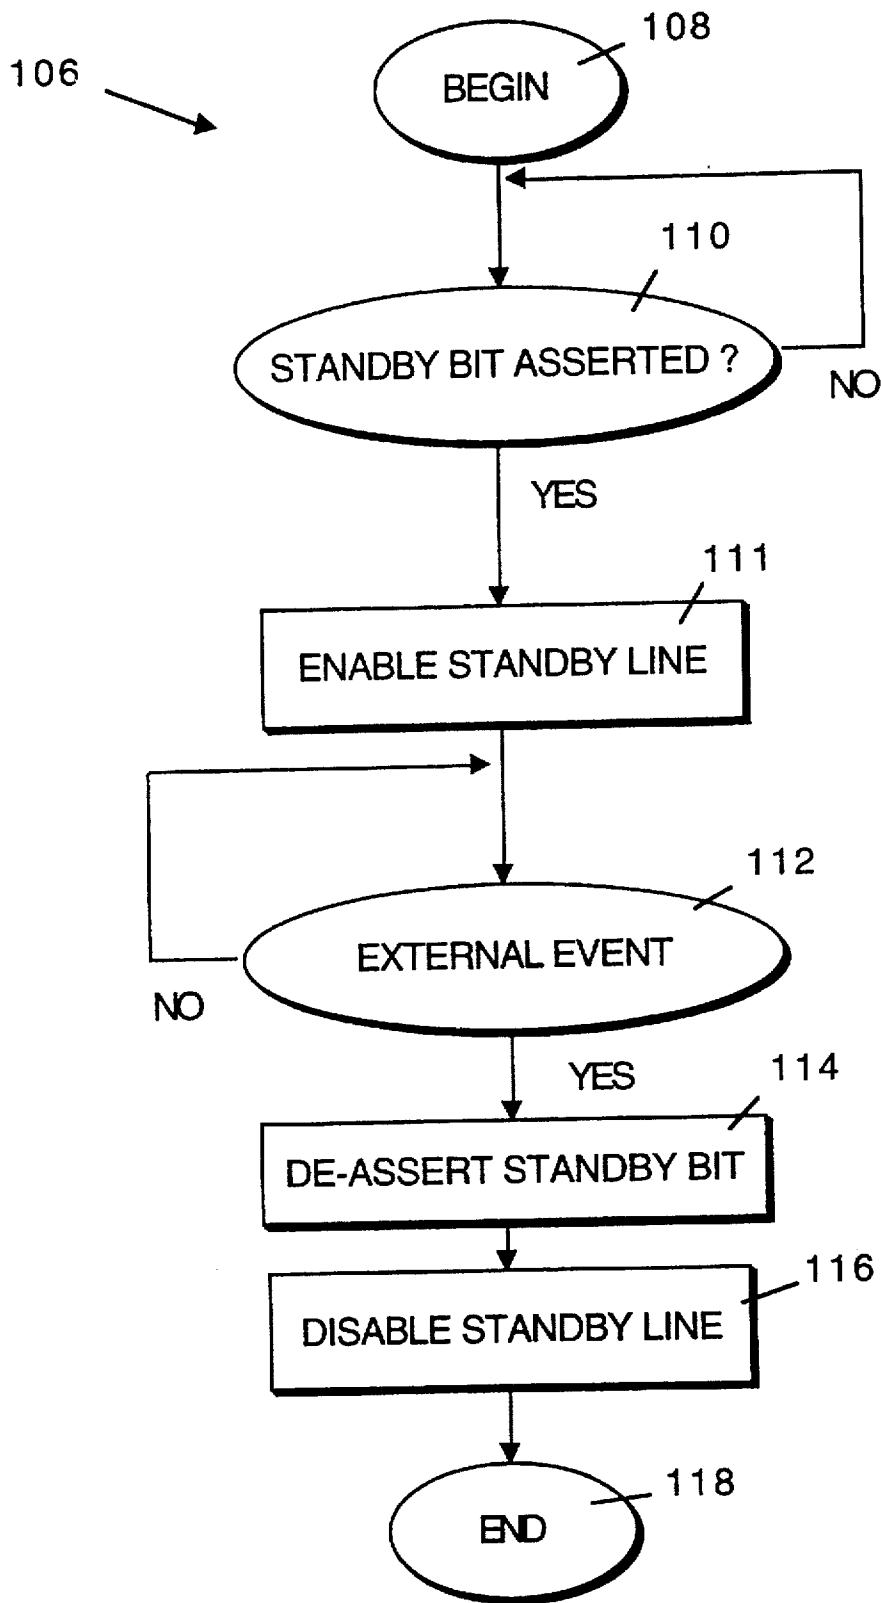 108
106
BEGIN
110
STANDBY BIT ASSERTED ?
NO
YES
111
ENABLE STANDBY LINE
112
EXTERNAL EVENT
NO
YES
114
DE-ASSERT STANDBY BIT
116
DISABLE STANDBY LINE
118
END